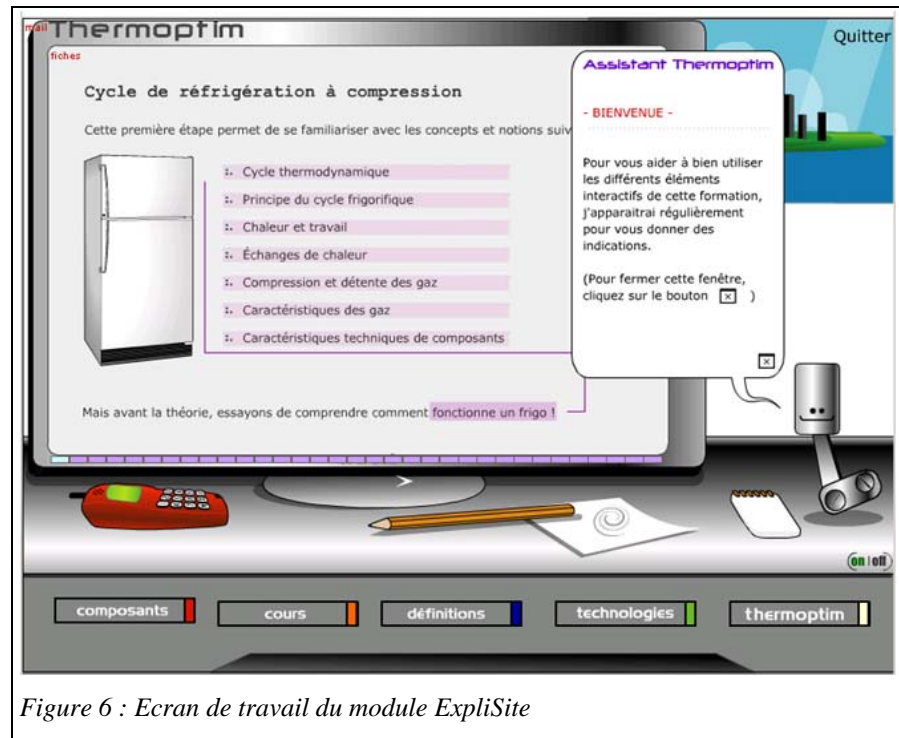 mail
Thermoptim
Quitter
fiches
Cycle de réfrigération à compression
Cette première étape permet de se familiariser avec les concepts et notions suiv
:. Cycle thermodynamique
:. Principe du cycle frigorifique
:. Chaleur et travail
:. Échanges de chaleur
:. Compression et détente des gaz
:. Caractéristiques des gaz
:. Caractéristiques techniques de composants
Mais avant la théorie, essayons de comprendre comment fonctionne un frigo !
Assistant Thermoptim
- BIENVENUE -
Pour vous aider à bien utiliser
les différents éléments
interactifs de cette formation,
j'apparaitrai régulièrement
pour vous donner des
indications.
(Pour fermer cette fenêtre,
cliquez sur le bouton )
on | off
composants
cours
définitions
technologies
thermoptim
Figure 6 : Ecran de travail du module ExpliSite